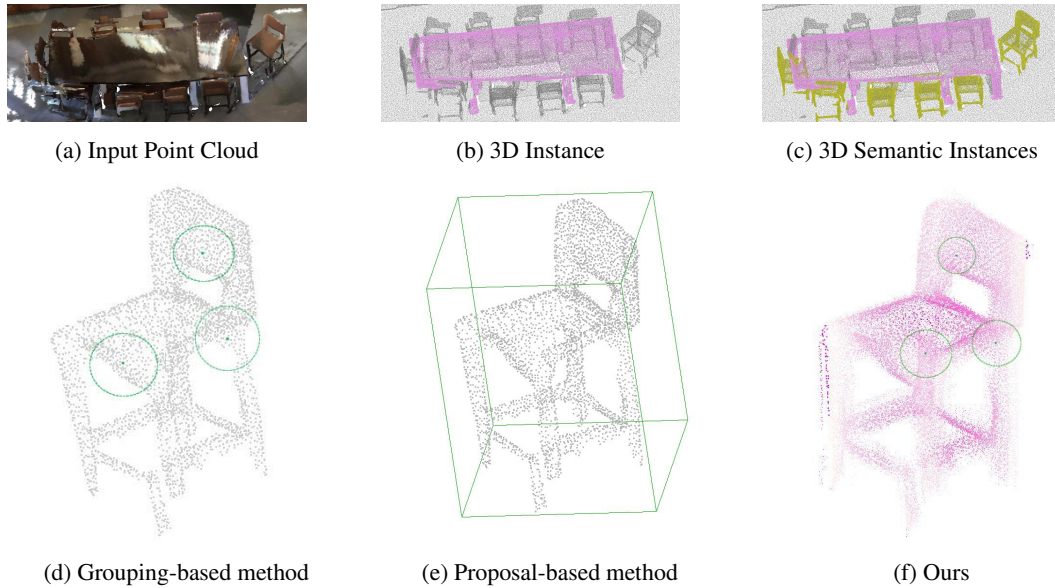 (a) Input Point Cloud
(b) 3D Instance
(c) 3D Semantic Instances
(d) Grouping-based method
(e) Proposal-based method
(f) Ours